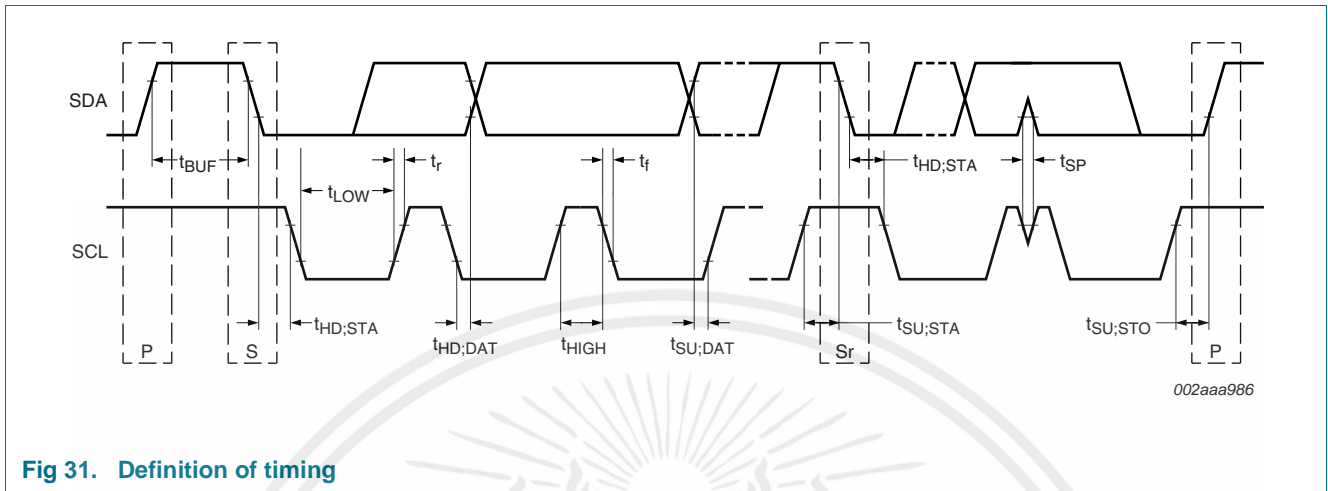 SDA
tBUF
tLOW
tr
tf
tHD;STA
tSP
SCL
tHD;STA
tHD;DAT
tHIGH
tSU;DAT
tSU;STA
tSU;STO
P
S
Sr
P
002aaa986
Fig 31. Definition of timing